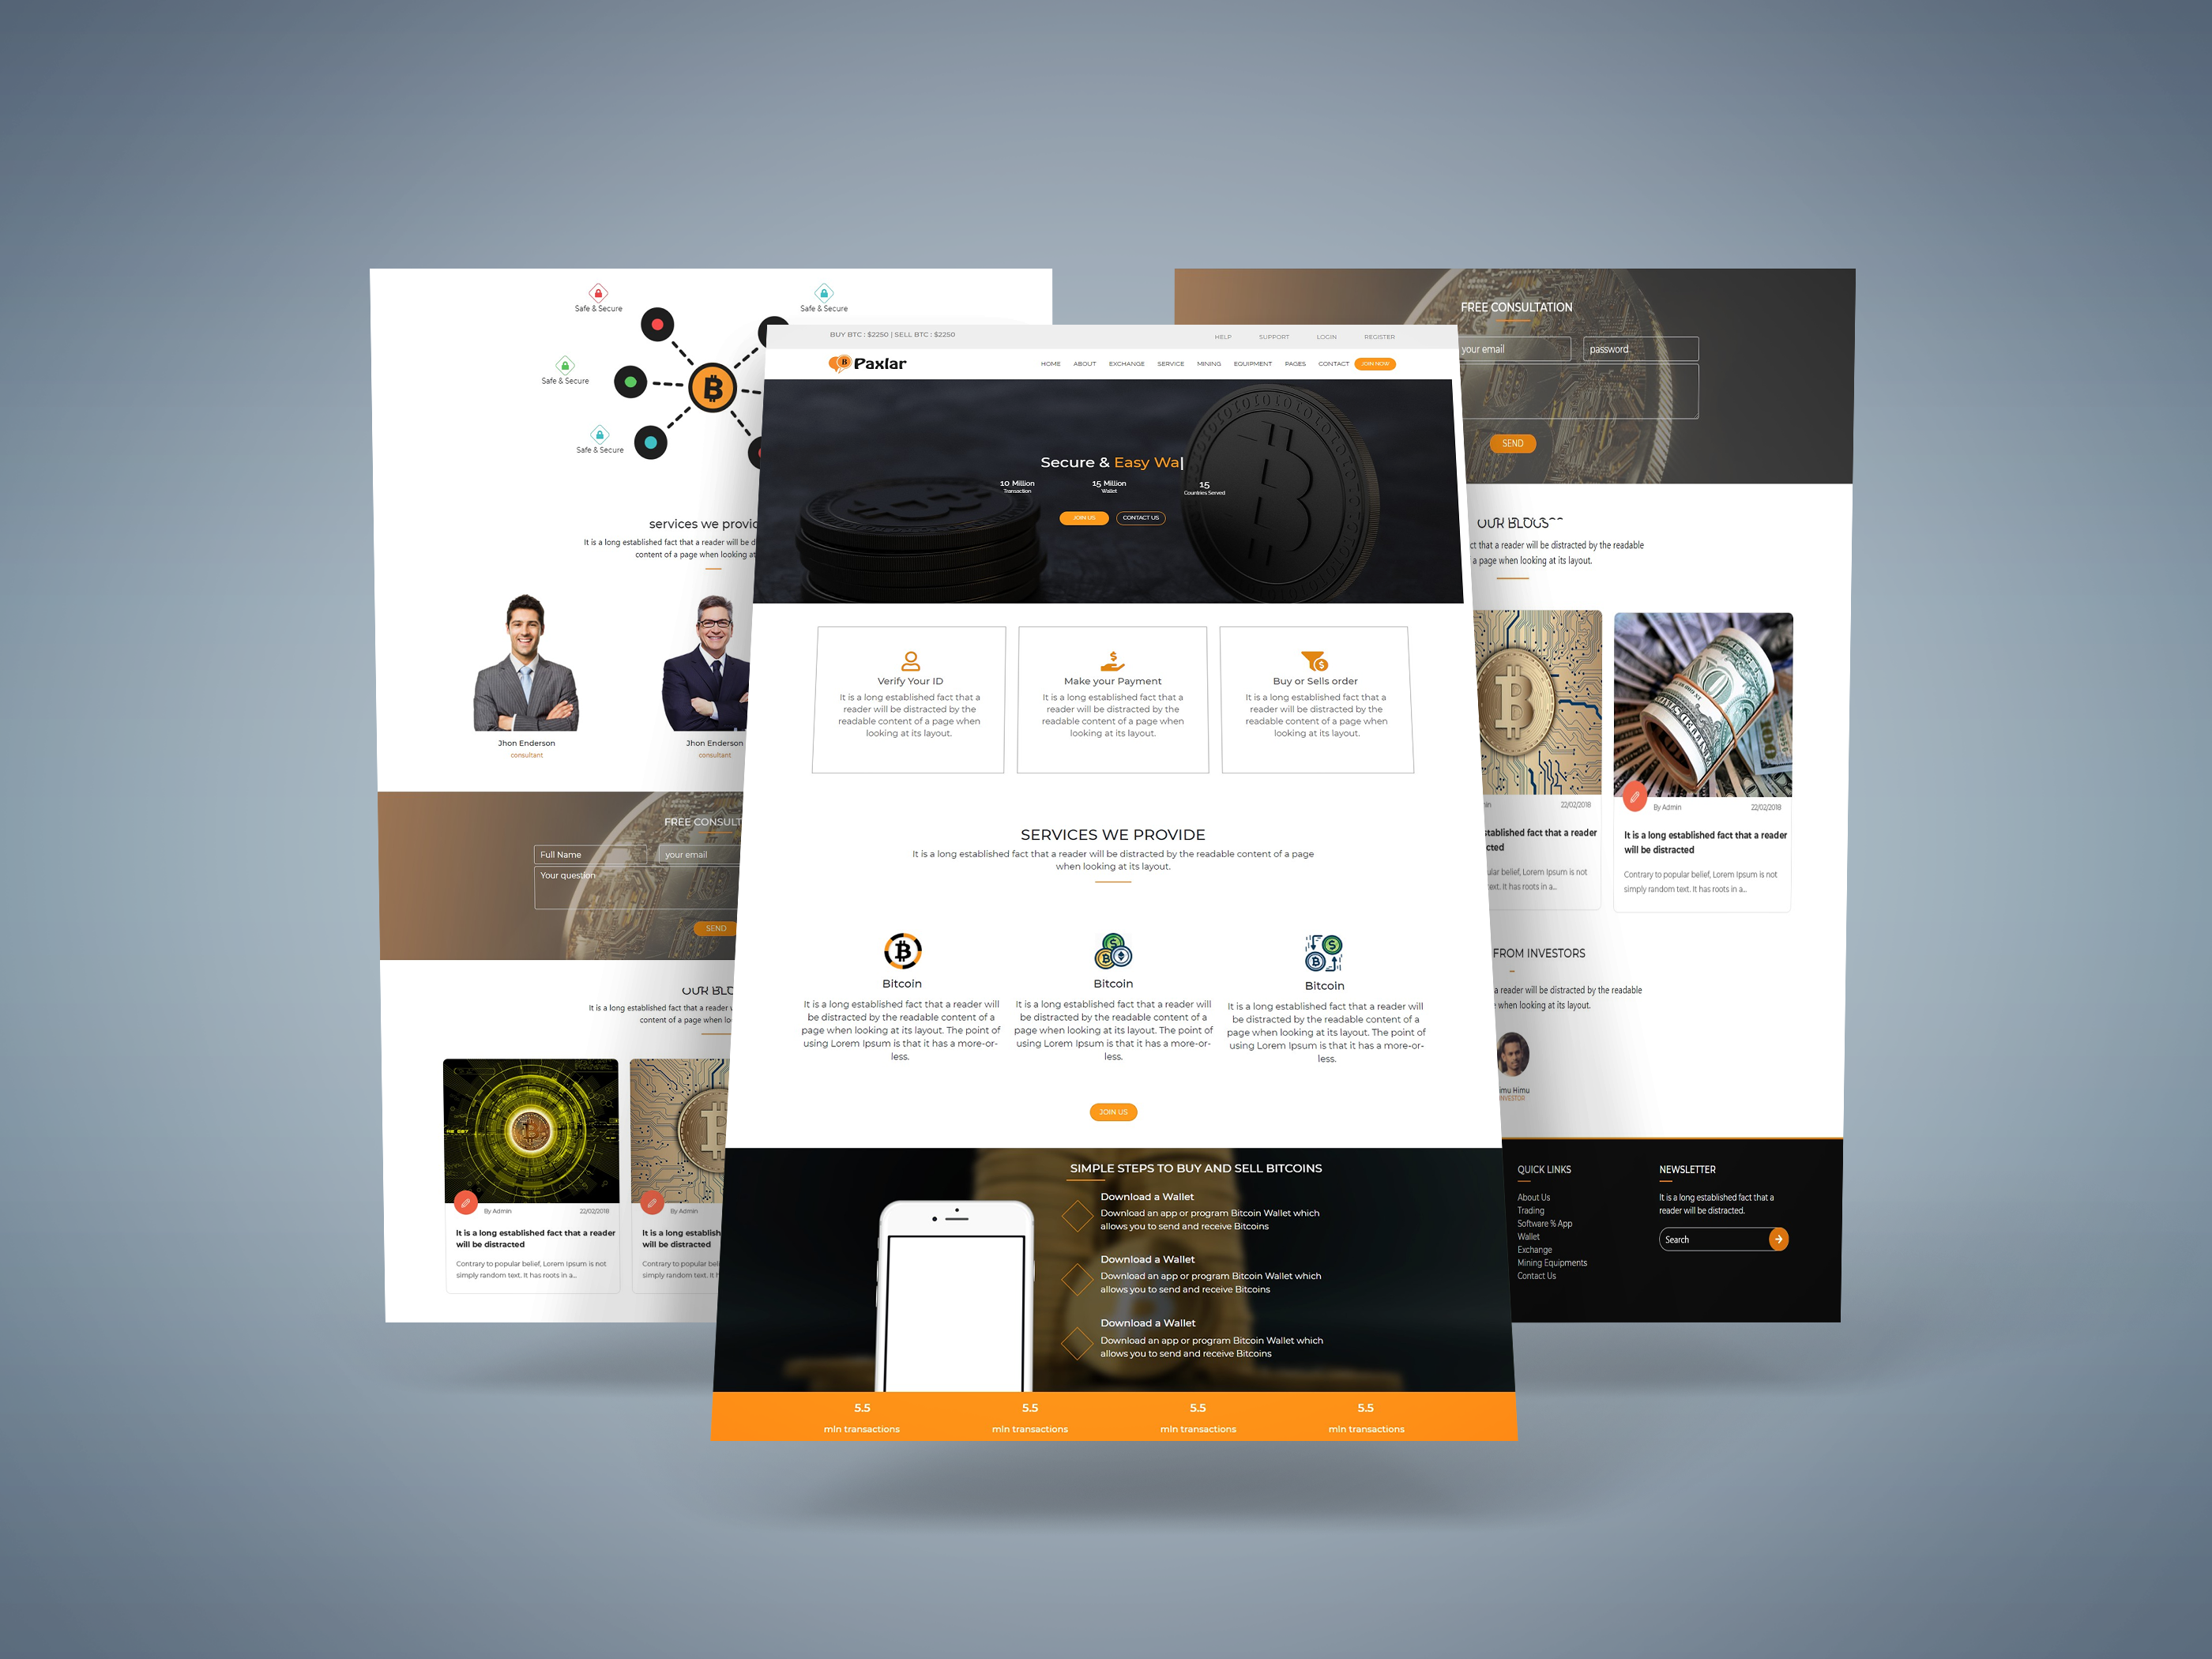 Safe & Secure
Safe & Secure
Safe & Secure
Safe & Secure
services we provi
It is a long established fact that a reader will be d
content of a page when looking at
Jhon Enderson
consultant
Jhon Enderson
consultant
FREE CONSULT
Full Name
your email
Your question
SEND
OUR BLO
It is a long established fact that a reader
content of a page when lo
By Admin
22/02/2018
It is a long established fact that a reader
will be distracted
Contrary to popular belief, Lorem Ipsum is not
simply random text. It has roots in a...
By Admin
It is a long establish
will be distracted
Contrary to popular bel
simply random text. It
BUY BTC : $2250 | SELL BTC : $2250
HELP
SUPPORT
LOGIN
REGISTER
Paxlar
HOME
ABOUT
EXCHANGE
SERVICE
MINING
EQUIPMENT
PAGES
CONTACT
JOIN NOW
Secure & Easy Wa|
10 Million
Transaction
15 Million
Wallet
15
Countries Served
JOIN US
CONTACT US
Verify Your ID
It is a long established fact that a
reader will be distracted by the
readable content of a page when
looking at its layout.
Make your Payment
It is a long established fact that a
reader will be distracted by the
readable content of a page when
looking at its layout.
Buy or Sells order
It is a long established fact that a
reader will be distracted by the
readable content of a page when
looking at its layout.
SERVICES WE PROVIDE
It is a long established fact that a reader will be distracted by the readable content of a page
when looking at its layout.
Bitcoin
It is a long established fact that a reader will
be distracted by the readable content of a
page when looking at its layout. The point of
using Lorem Ipsum is that it has a more-or-
less.
Bitcoin
It is a long established fact that a reader will
be distracted by the readable content of a
page when looking at its layout. The point of
using Lorem Ipsum is that it has a more-or-
less.
Bitcoin
It is a long established fact that a reader will
be distracted by the readable content of a
page when looking at its layout. The point of
using Lorem Ipsum is that it has a more-or-
less.
JOIN US
SIMPLE STEPS TO BUY AND SELL BITCOINS
Download a Wallet
Download an app or program Bitcoin Wallet which
allows you to send and receive Bitcoins
Download a Wallet
Download an app or program Bitcoin Wallet which
allows you to send and receive Bitcoins
Download a Wallet
Download an app or program Bitcoin Wallet which
allows you to send and receive Bitcoins
5.5
mln transactions
5.5
mln transactions
5.5
mln transactions
5.5
mln transactions
FREE CONSULTATION
your email
password
SEND
OUR BLOGS
ct that a reader will be distracted by the readable
a page when looking at its layout.
22/02/2018
stablished fact that a reader
cted
ular belief, Lorem Ipsum is not
ext. It has roots in a...
By Admin
22/02/2018
It is a long established fact that a reader
will be distracted
Contrary to popular belief, Lorem Ipsum is not
simply random text. It has roots in a...
FROM INVESTORS
a reader will be distracted by the readable
when looking at its layout.
imu Himu
INVESTOR
QUICK LINKS
About Us
Trading
Software % App
Wallet
Exchange
Mining Equipments
Contact Us
NEWSLETTER
It is a long established fact that a
reader will be distracted.
Search